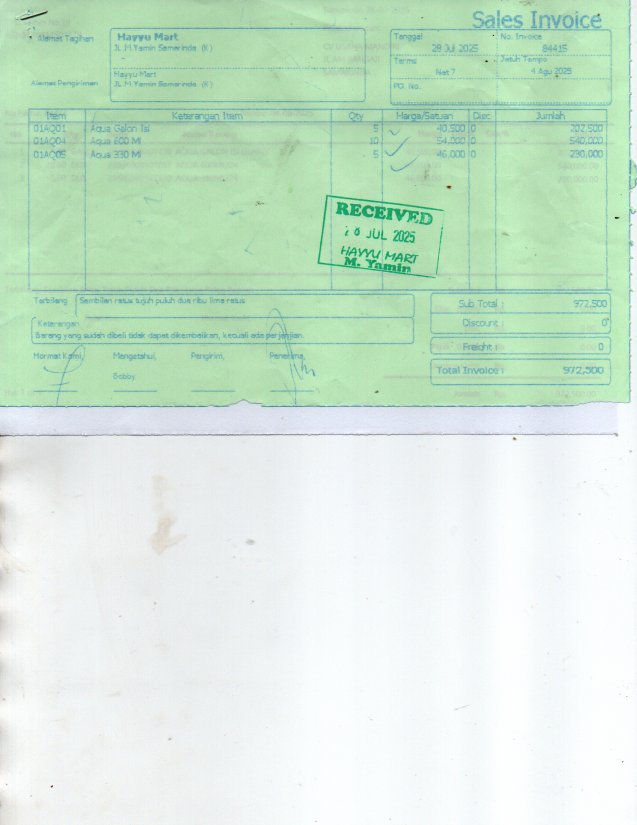 Sales Invoice
Alamat Tagihan
Hayyu Mart
JL.M.Yamin Samarinda (K)
Alamat Pengiriman
Hayyu Mart
JL.M.Yamin Samarinda (K)
Tanggal
28 Jul 2025
No. Invoice
84415
Terms
Net 7
Jatuh Tempo
4 Agu 2025
PO. No.
Item Keterangan Item Qty Harga/Satuan Disc Jumlah
01AQ01 Aqua Galon Isi 5 40,500 0 202,500
01AQ04 Aqua 600 Ml 10 54,000 0 540,000
01AQ05 Aqua 330 Ml 5 46,000 0 230,000
RECEIVED
JUL 2025
HAYYU MART
M. Yamin
Terbilang Sembilan ratus tujuh puluh dua ribu lima ratus
Keterangan
Barang yang sudah dibeli tidak dapat dikembalikan, kecuali ada perjanjian.
Sub Total : 972,500
Discount : 0
Freight : 0
Total Invoice : 972,500
Hormat Kami, Mengetahui, Pengirim, Penerima,
Bobby